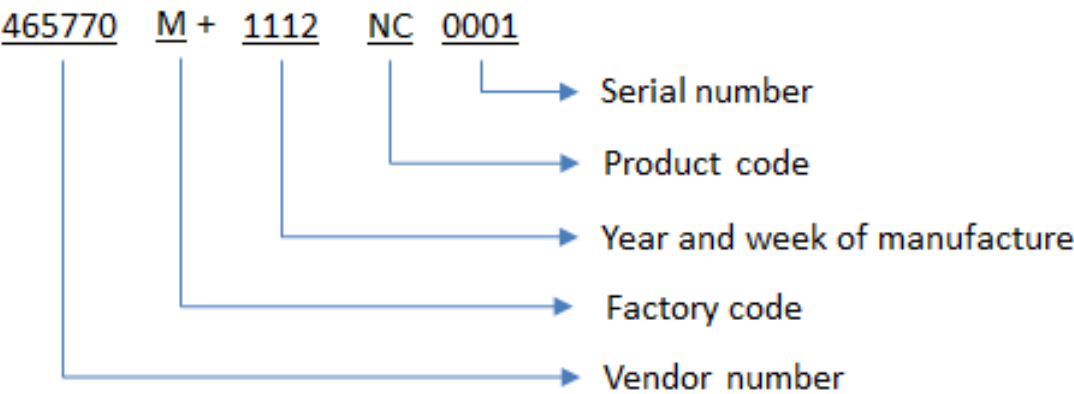 465770 M + 1112 NC 0001
Serial number
Product code
Year and week of manufacture
Factory code
Vendor number